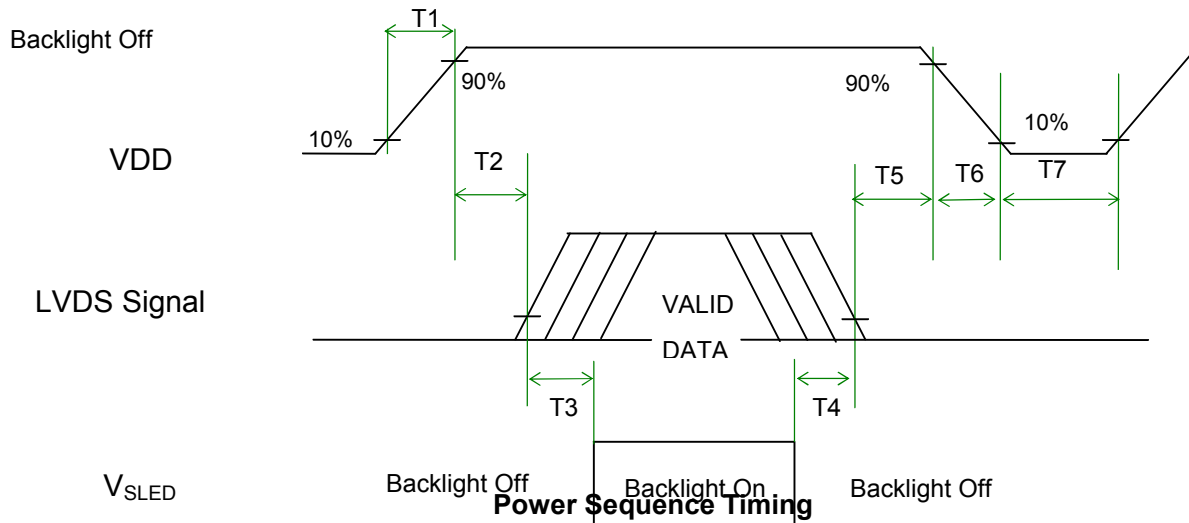 T1
Backlight Off
90%
90%
10%
10%
VDD
T2
T5
T6
T7
LVDS Signal
VALID
DATA
T3
T4
VSLED
Backlight Off
Backlight On
Backlight Off
Power Sequence Timing